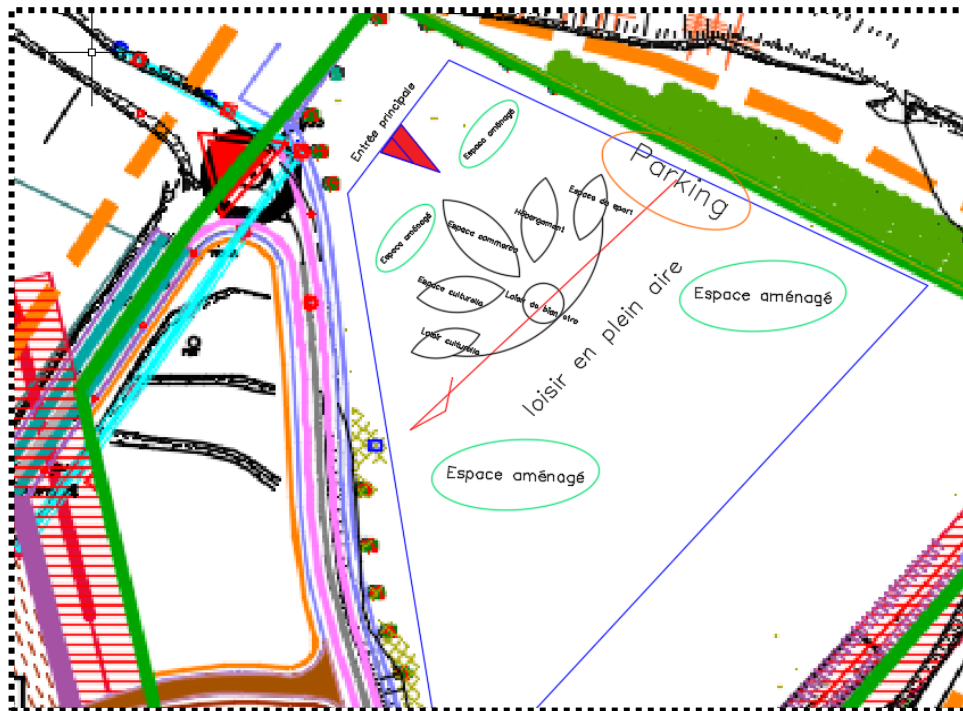 Entrée principale
Espace aménagé
Parking
Espace de sport
Hébergement
Espace aménagé
Espace commerce
Espace culturelle
Loisir de bien etre
Loisir culturelle
Espace aménagé
loisir en plein aire
Espace aménagé